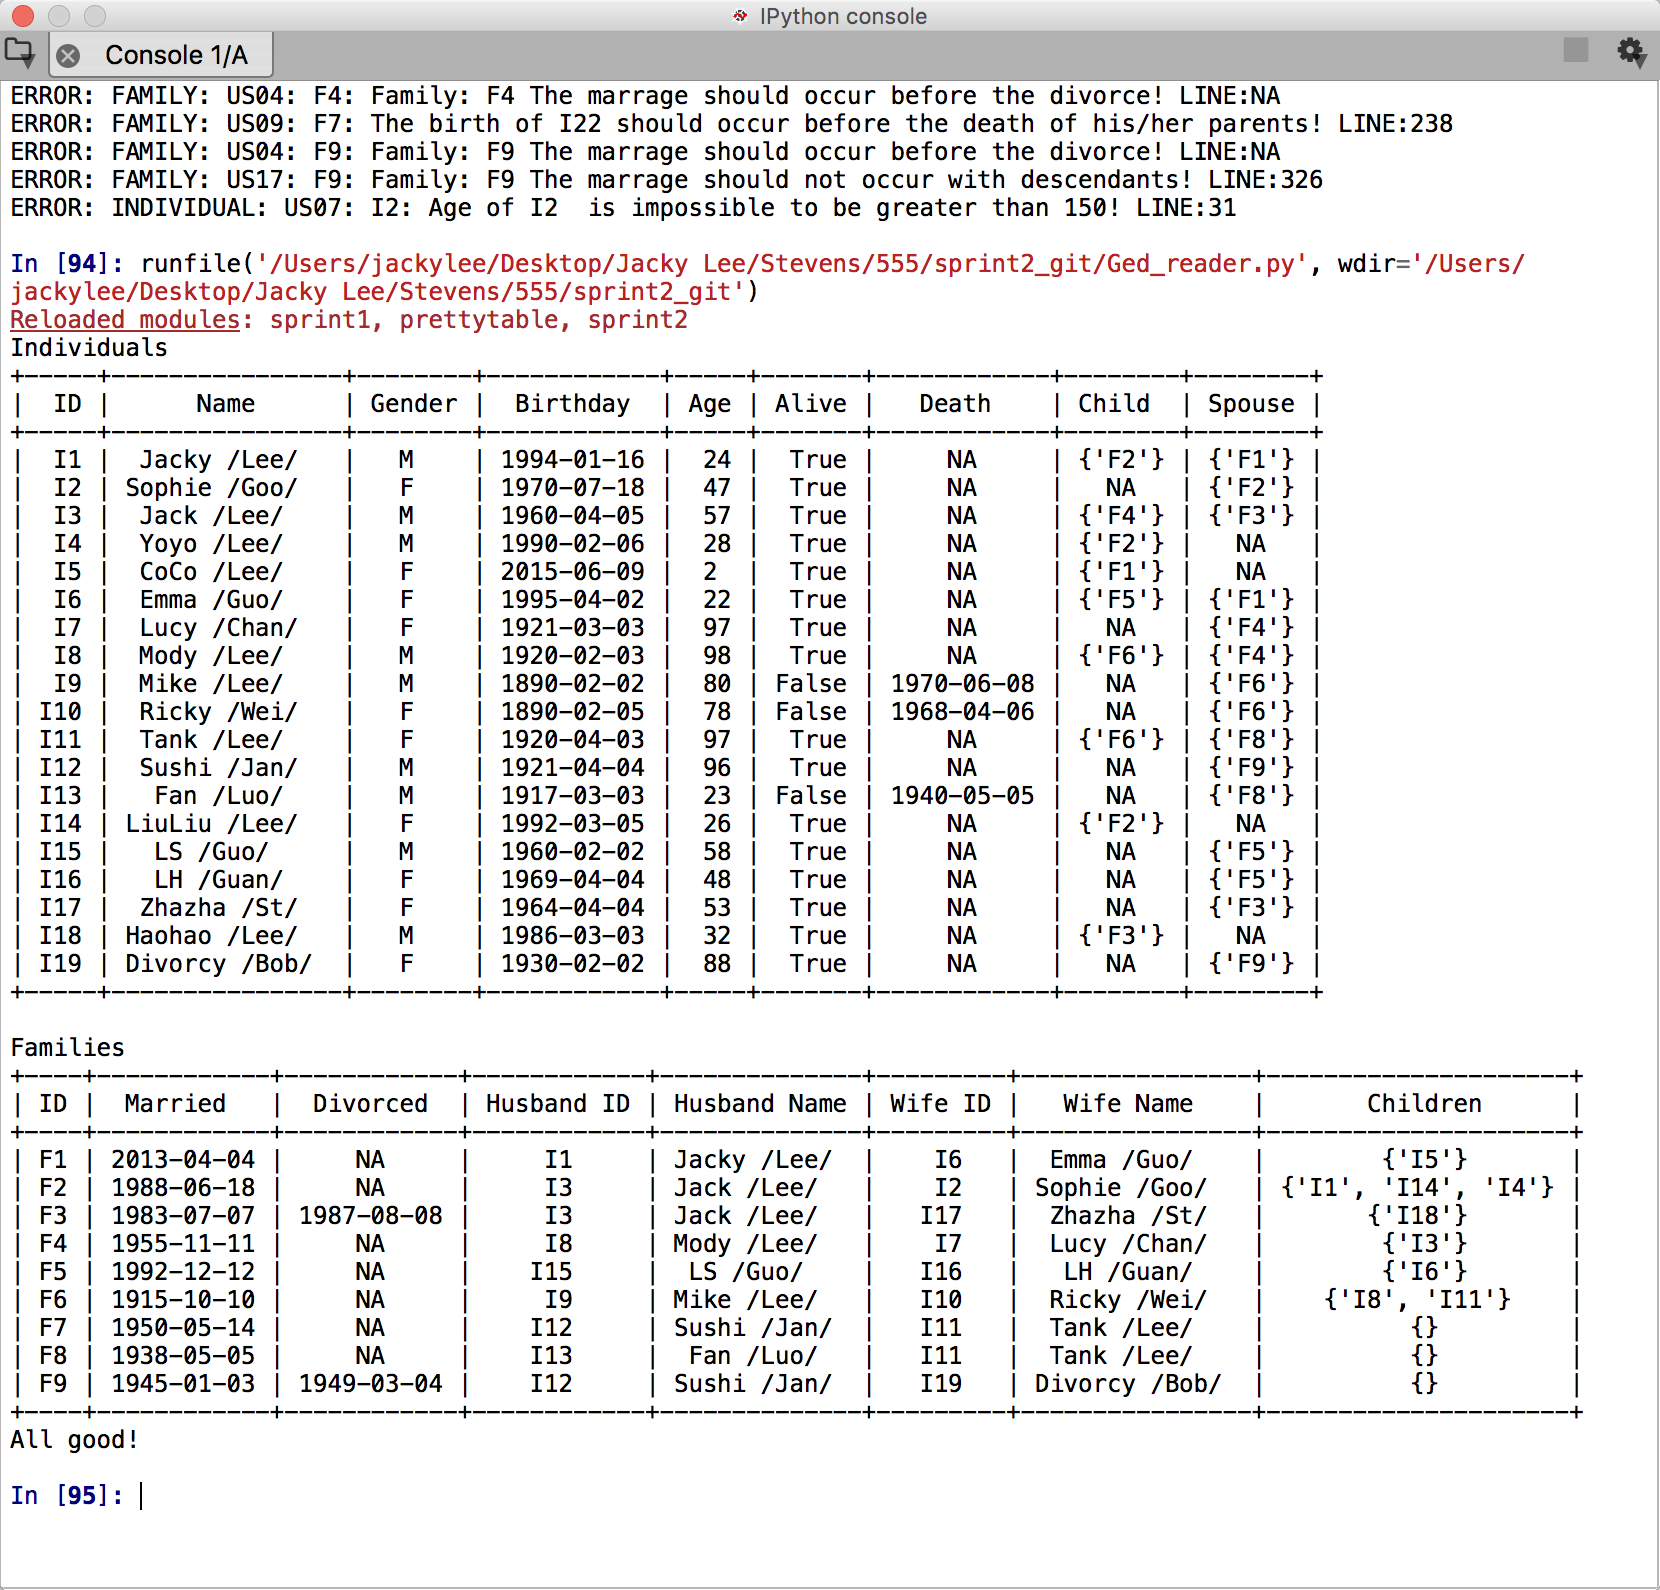 IPython console
Console 1/A
ERROR: FAMILY: US04: F4: Family: F4 The marrage should occur before the divorce! LINE:NA
ERROR: FAMILY: US09: F7: The birth of I22 should occur before the death of his/her parents! LINE:238
ERROR: FAMILY: US04: F9: Family: F9 The marrage should occur before the divorce! LINE:NA
ERROR: FAMILY: US17: F9: Family: F9 The marrage should not occur with descendants! LINE:326
ERROR: INDIVIDUAL: US07: I2: Age of I2  is impossible to be greater than 150! LINE:31
In [94]: runfile('/Users/jackylee/Desktop/Jacky Lee/Stevens/555/sprint2_git/Ged_reader.py', wdir='/Users/
jackylee/Desktop/Jacky Lee/Stevens/555/sprint2_git')
Reloaded modules: sprint1, prettytable, sprint2
Individuals
+-----+----------------+--------+------------+-----+-------+------------+--------+--------+
|  ID |      Name      | Gender |  Birthday  | Age | Alive |   Death    | Child  | Spouse |
+-----+----------------+--------+------------+-----+-------+------------+--------+--------+
|  I1 |  Jacky /Lee/   |   M    | 1994-01-16 |  24 |  True |     NA     | {'F2'} | {'F1'} |
|  I2 | Sophie /Goo/   |   F    | 1970-07-18 |  47 |  True |     NA     |   NA   | {'F2'} |
|  I3 |  Jack /Lee/    |   M    | 1960-04-05 |  57 |  True |     NA     | {'F4'} | {'F3'} |
|  I4 |  Yoyo /Lee/    |   M    | 1990-02-06 |  28 |  True |     NA     | {'F2'} |   NA   |
|  I5 |  CoCo /Lee/    |   F    | 2015-06-09 |  2  |  True |     NA     | {'F1'} |   NA   |
|  I6 |  Emma /Guo/    |   F    | 1995-04-02 |  22 |  True |     NA     | {'F5'} | {'F1'} |
|  I7 |  Lucy /Chan/   |   F    | 1921-03-03 |  97 |  True |     NA     |   NA   | {'F4'} |
|  I8 |  Mody /Lee/    |   M    | 1920-02-03 |  98 |  True |     NA     | {'F6'} | {'F4'} |
|  I9 |  Mike /Lee/    |   M    | 1890-02-02 |  80 | False | 1970-06-08 |   NA   | {'F6'} |
| I10 |  Ricky /Wei/   |   F    | 1890-02-05 |  78 | False | 1968-04-06 |   NA   | {'F6'} |
| I11 |  Tank /Lee/    |   F    | 1920-04-03 |  97 |  True |     NA     | {'F6'} | {'F8'} |
| I12 |  Sushi /Jan/   |   M    | 1921-04-04 |  96 |  True |     NA     |   NA   | {'F9'} |
| I13 |   Fan /Luo/    |   M    | 1917-03-03 |  23 | False | 1940-05-05 |   NA   | {'F8'} |
| I14 | LiuLiu /Lee/   |   F    | 1992-03-05 |  26 |  True |     NA     | {'F2'} |   NA   |
| I15 |   LS /Guo/     |   M    | 1960-02-02 |  58 |  True |     NA     |   NA   | {'F5'} |
| I16 |   LH /Guan/    |   F    | 1969-04-04 |  48 |  True |     NA     |   NA   | {'F5'} |
| I17 |  Zhazha /St/   |   F    | 1964-04-04 |  53 |  True |     NA     |   NA   | {'F3'} |
| I18 | Haohao /Lee/   |   M    | 1986-03-03 |  32 |  True |     NA     | {'F3'} |   NA   |
| I19 | Divorcy /Bob/  |   F    | 1930-02-02 |  88 |  True |     NA     |   NA   | {'F9'} |
+-----+----------------+--------+------------+-----+-------+------------+--------+--------+
Families
+----+------------+------------+------------+--------------+---------+----------------+---------------------+
| ID |  Married   |  Divorced  | Husband ID | Husband Name | Wife ID |   Wife Name    |       Children      |
+----+------------+------------+------------+--------------+---------+----------------+---------------------+
| F1 | 2013-04-04 |     NA     |     I1     | Jacky /Lee/  |    I6   |  Emma /Guo/    |        {'I5'}       |
| F2 | 1988-06-18 |     NA     |     I3     | Jack /Lee/   |    I2   | Sophie /Goo/   | {'I1', 'I14', 'I4'} |
| F3 | 1983-07-07 | 1987-08-08 |     I3     | Jack /Lee/   |   I17   |  Zhazha /St/   |       {'I18'}       |
| F4 | 1955-11-11 |     NA     |     I8     | Mody /Lee/   |    I7   |  Lucy /Chan/   |        {'I3'}       |
| F5 | 1992-12-12 |     NA     |    I15     |  LS /Guo/    |   I16   |   LH /Guan/    |        {'I6'}       |
| F6 | 1915-10-10 |     NA     |     I9     | Mike /Lee/   |   I10   |  Ricky /Wei/   |    {'I8', 'I11'}    |
| F7 | 1950-05-14 |     NA     |    I12     | Sushi /Jan/  |   I11   |  Tank /Lee/    |          {}         |
| F8 | 1938-05-05 |     NA     |    I13     |  Fan /Luo/   |   I11   |  Tank /Lee/    |          {}         |
| F9 | 1945-01-03 | 1949-03-04 |    I12     | Sushi /Jan/  |   I19   | Divorcy /Bob/  |          {}         |
+----+------------+------------+------------+--------------+---------+----------------+---------------------+
All good!
In [95]: